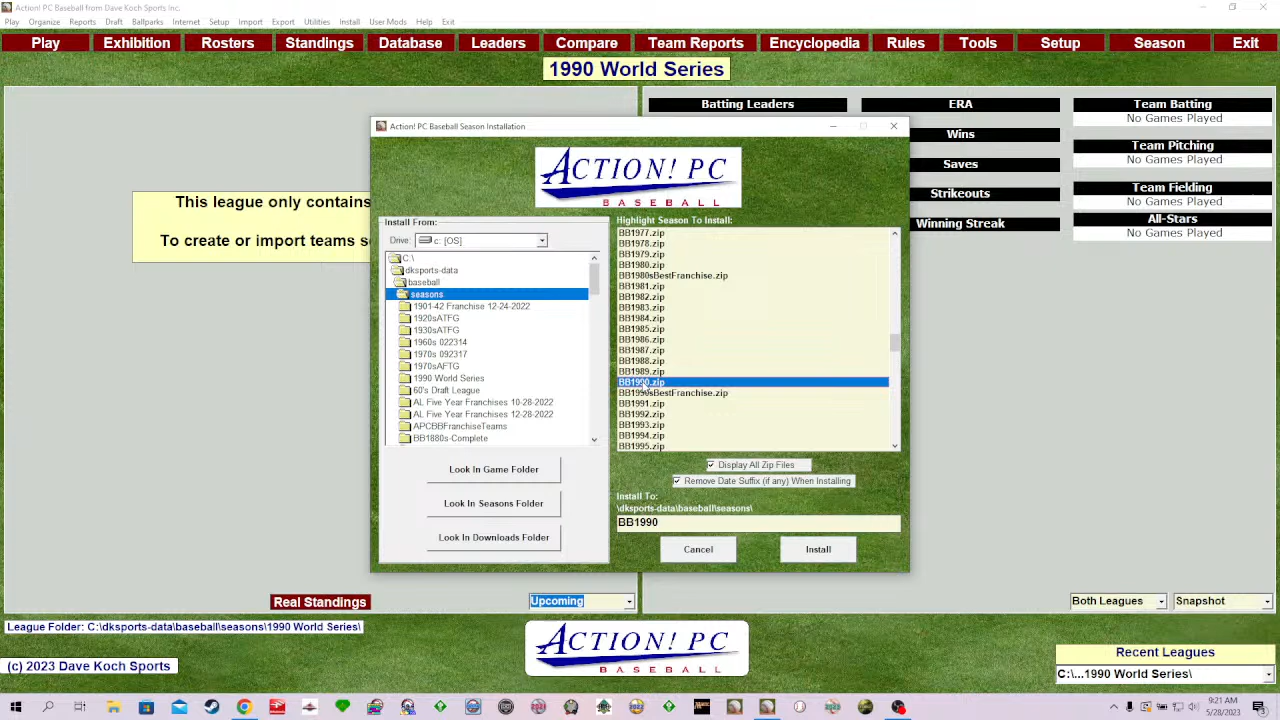 Action! PC Baseball from Dave Koch Sports Inc.
Play Organize Reports Draft Ballparks Internet Setup Import Export Utilities Install User Mods Help Exit
Play Exhibition Rosters Standings Database Leaders Compare Team Reports Encyclopedia Rules Tools Setup Season Exit
1990 World Series
Batting Leaders
ERA
Wins
Saves
Strikeouts
Winning Streak
Team Batting
No Games Played
Team Pitching
No Games Played
Team Fielding
No Games Played
All-Stars
No Games Played
This league only contains
To create or import teams s
Action! PC Baseball Season Installation
ACTION! PC
BASEBALL
Install From:
Drive: c: [OS]
C:\
dksports-data
baseball
seasons
1901-42 Franchise 12-24-2022
1920sATFG
1930sATFG
1960 022314
1970s 092317
1970sAFTG
1990 World Series
60's Draft League
AL Five Year Franchises 10-28-2022
AL Five Year Franchises 12-28-2022
APCBBFranchiseTeams
BB1880s-Complete
Look In Game Folder
Look In Seasons Folder
Look In Downloads Folder
Highlight Season To Install:
BB1977.zip
BB1978.zip
BB1979.zip
BB1980.zip
BB1980sBestFranchise.zip
BB1981.zip
BB1982.zip
BB1983.zip
BB1984.zip
BB1985.zip
BB1986.zip
BB1987.zip
BB1988.zip
BB1989.zip
BB1990.zip
BB1990sBestFranchise.zip
BB1991.zip
BB1992.zip
BB1993.zip
BB1994.zip
BB1995.zip
Display All Zip Files
Remove Date Suffix (if any) When Installing
Install To:
\dksports-data\baseball\seasons\
BB1990
Cancel
Install
Real Standings
Upcoming
Both Leagues
Snapshot
League Folder: C:\dksports-data\baseball\seasons\1990 World Series\
(c) 2023 Dave Koch Sports
ACTION! PC
BASEBALL
Recent Leagues
C:\...1990 World Series\
9:21 AM
5/28/2023